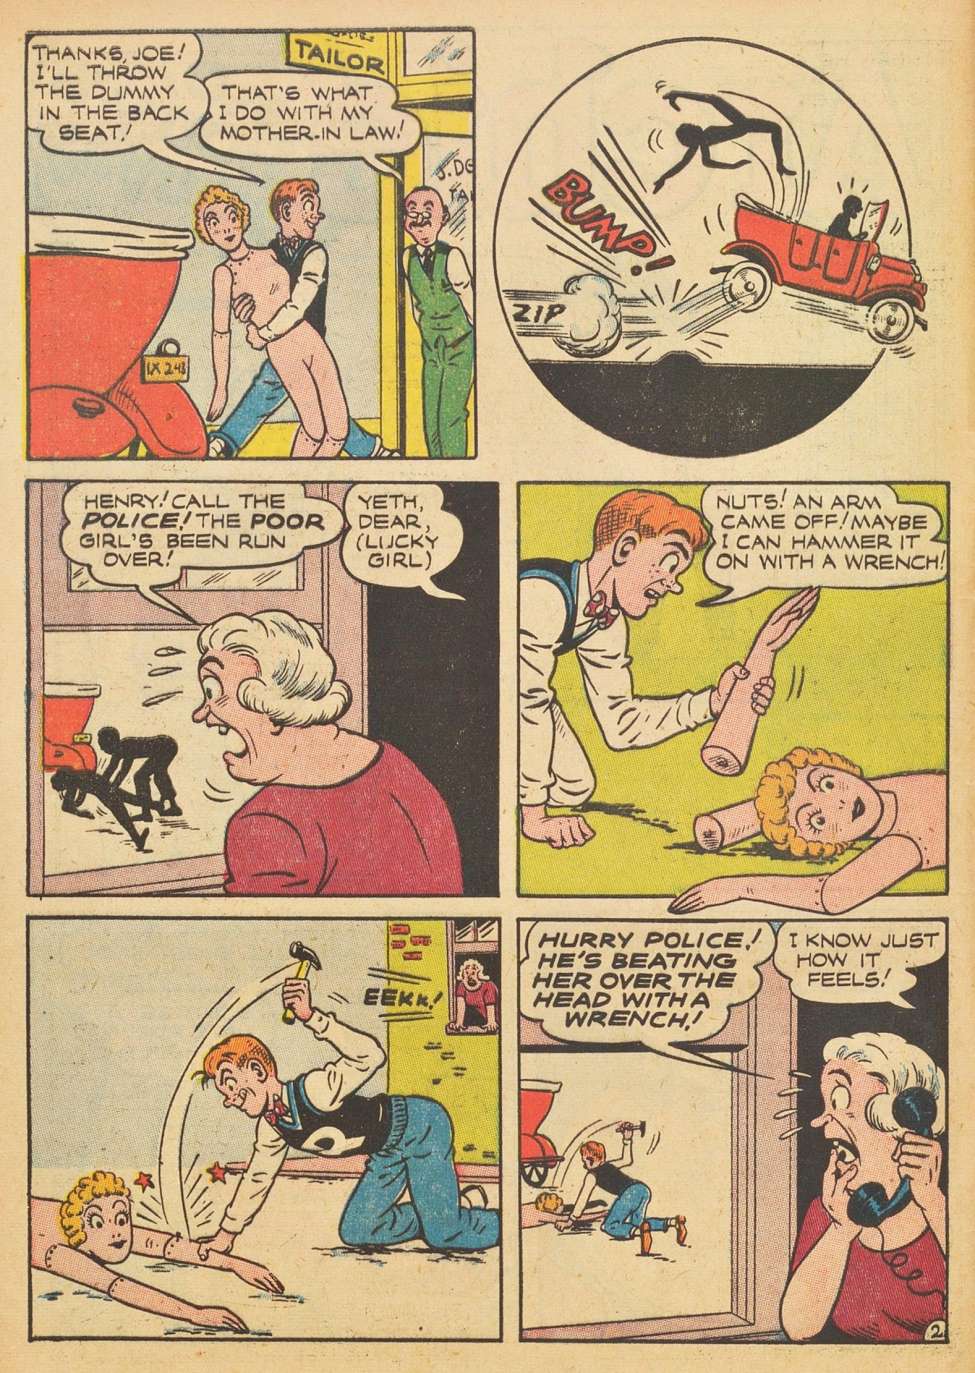 THANKS, JOE!
I'LL THROW
THE DUMMY
IN THE BACK
SEAT!
THAT'S WHAT
I DO WITH MY
MOTHER-IN LAW!
TAILOR
J.DO
TA
IX 248
BUMP!
ZIP
HENRY! CALL THE
POLICE! THE POOR
GIRL'S BEEN RUN
OVER!
YETH,
DEAR,
(LUCKY
GIRL)
NUTS! AN ARM
CAME OFF! MAYBE
I CAN HAMMER IT
ON WITH A WRENCH!
EEKK!
HURRY POLICE!
HE'S BEATING
HER OVER THE
HEAD WITH A
WRENCH!
I KNOW JUST
HOW IT
FEELS!
2